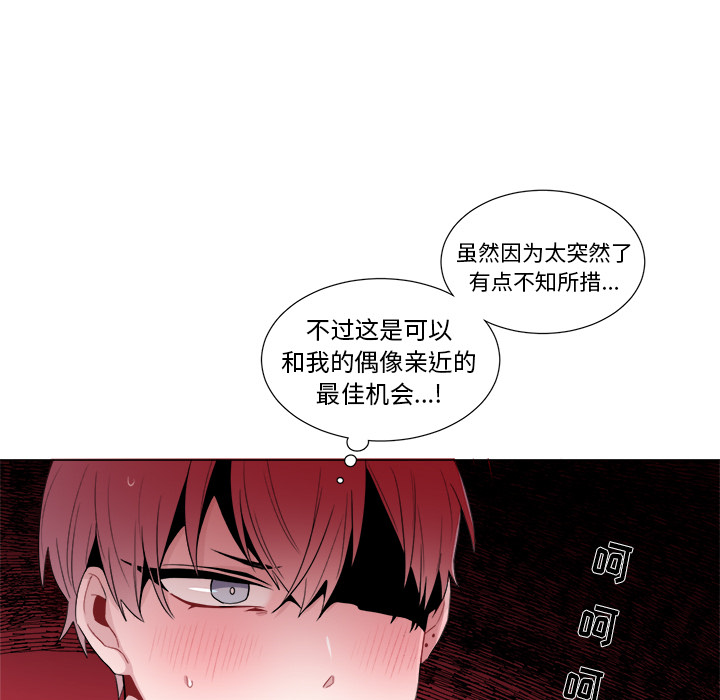 虽然因为太突然了
有点不知所措...
不过这是可以
和我的偶像亲近的
最佳机会...!
呵
呵
呵